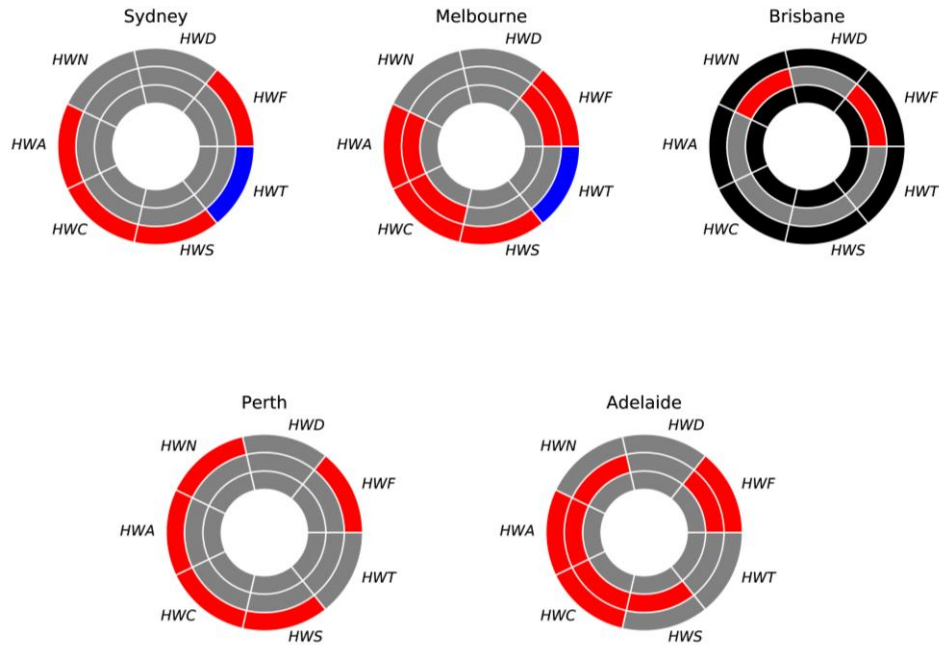 Sydney
HWD
HWN
HWF
HWA
HWT
HWC
HWS
Melbourne
HWD
HWN
HWF
HWA
HWT
HWC
HWS
Brisbane
HWD
HWN
HWF
HWA
HWT
HWC
HWS
Perth
HWD
HWN
HWF
HWA
HWT
HWC
HWS
Adelaide
HWD
HWN
HWF
HWA
HWT
HWC
HWS